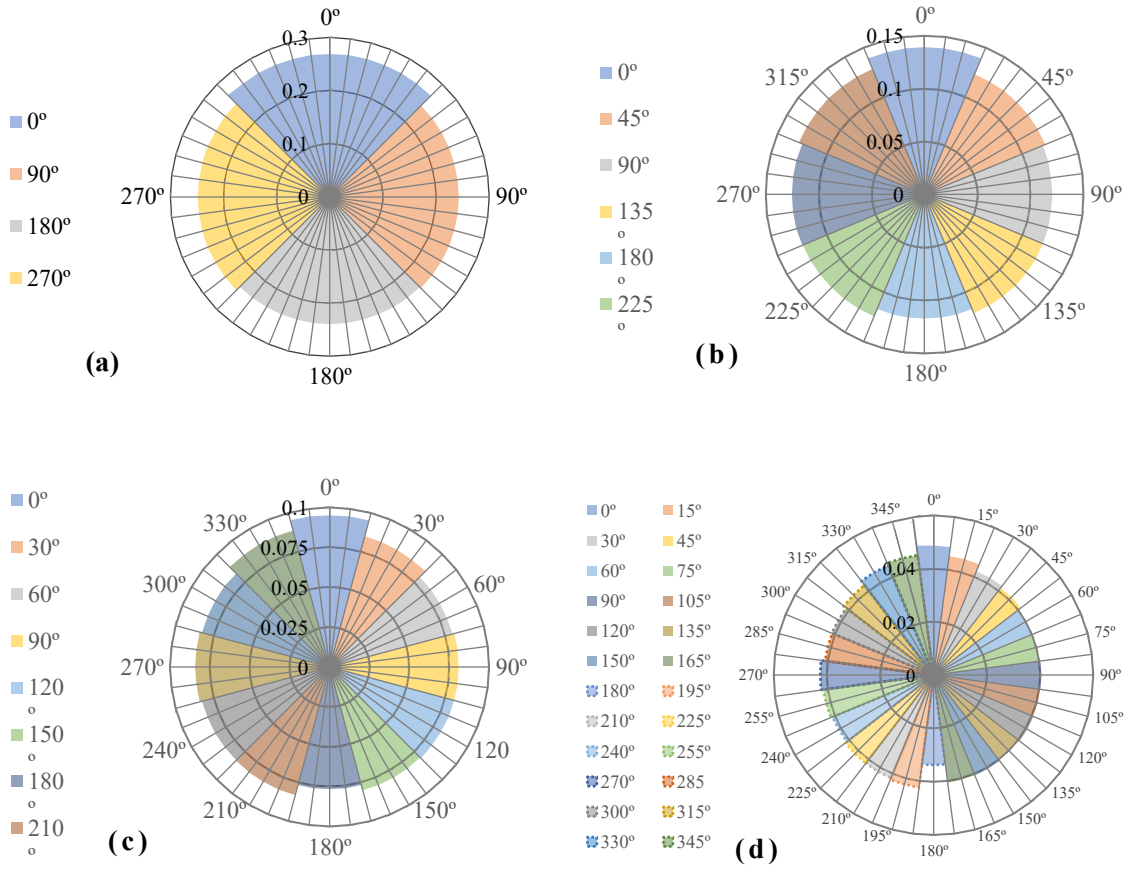 0º
0.3
0.2
0.1
0
90º
180º
270º
0º
90º
180º
270º
(a)
0º
0.15
0.1
0.05
0
45º
90º
135º
180º
225º
270º
315º
0º
45º
90º
135
º
180
º
225
º
(b)
0º
0.1
0.075
0.05
0.025
0
30º
60º
90º
120
150º
180º
210º
240º
270º
300º
330º
0º
30º
60º
90º
120
º
150
º
180
º
210
º
(c)
0º
0.04
0.02
0
15º
30º
45º
60º
75º
90º
105º
120º
135º
150º
165º
180º
195º
210º
225º
240º
255º
270º
285º
300º
315º
330º
345º
0º 15º
30º 45º
60º 75º
90º 105º
120º 135º
150º 165º
180º 195º
210º 225º
240º 255º
270º 285
300º 315º
330º 345º
(d)